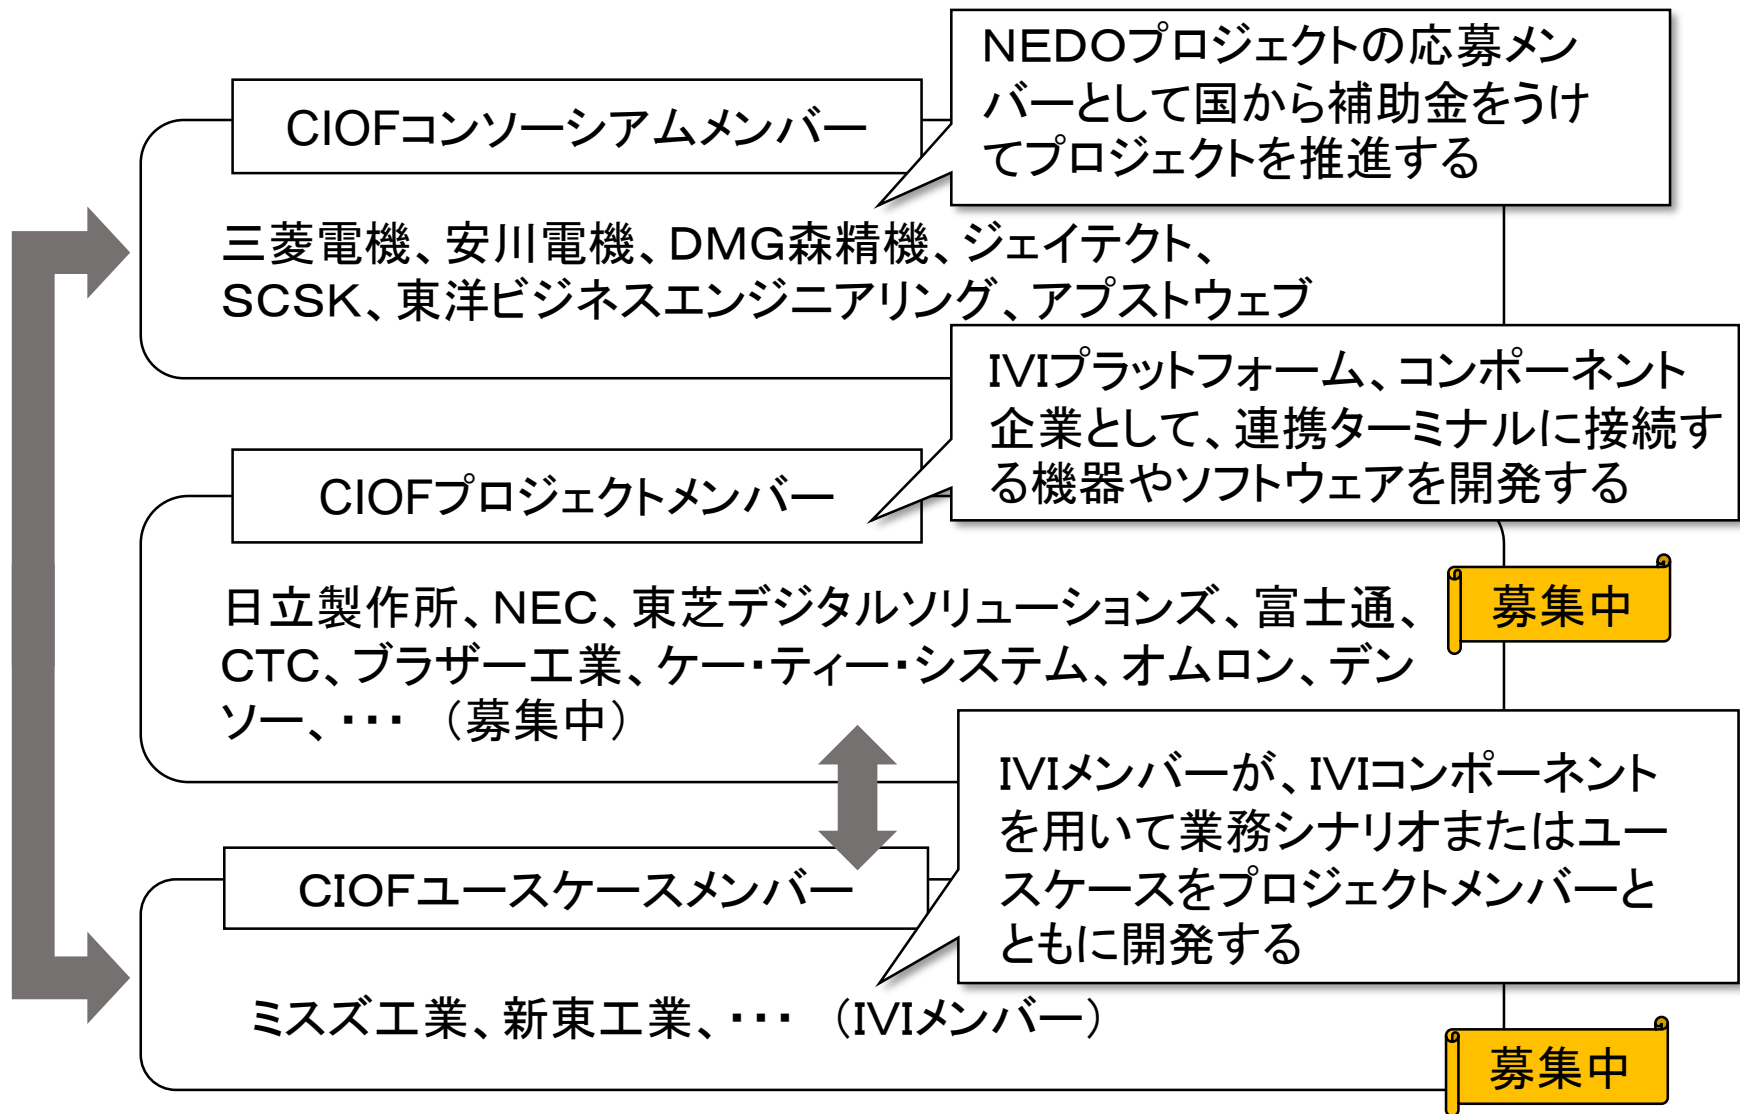 NEDOプロジェクトの応募メン
バーとして国から補助金をうけ
てプロジェクトを推進する
CIOFコンソーシアムメンバー
三菱電機、安川電機、DMG森精機、ジェイテクト、
SCSK、東洋ビジネスエンジニアリング、アプストウェブ
IVIプラットフォーム、コンポーネント
企業として、連携ターミナルに接続す
る機器やソフトウェアを開発する
CIOFプロジェクトメンバー
募集中
日立製作所、NEC、東芝デジタルソリューションズ、富士通、
CTC、ブラザー工業、ケー・ティー・システム、オムロン、デン
ソー、・・・ （募集中）
IVIメンバーが、IVIコンポーネント
を用いて業務シナリオまたはユー
スケースをプロジェクトメンバーと
ともに開発する
CIOFユースケースメンバー
ミスズ工業、新東工業、・・・ （IVIメンバー）
募集中